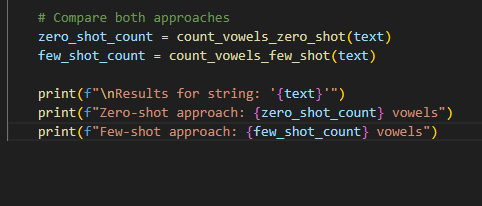 # Compare both approaches
zero_shot_count = count_vowels_zero_shot(text)
few_shot_count = count_vowels_few_shot(text)
print(f"\nResults for string: '{text}'")
print(f"Zero-shot approach: {zero_shot_count} vowels")
print(f"Few-shot approach: {few_shot_count} vowels")